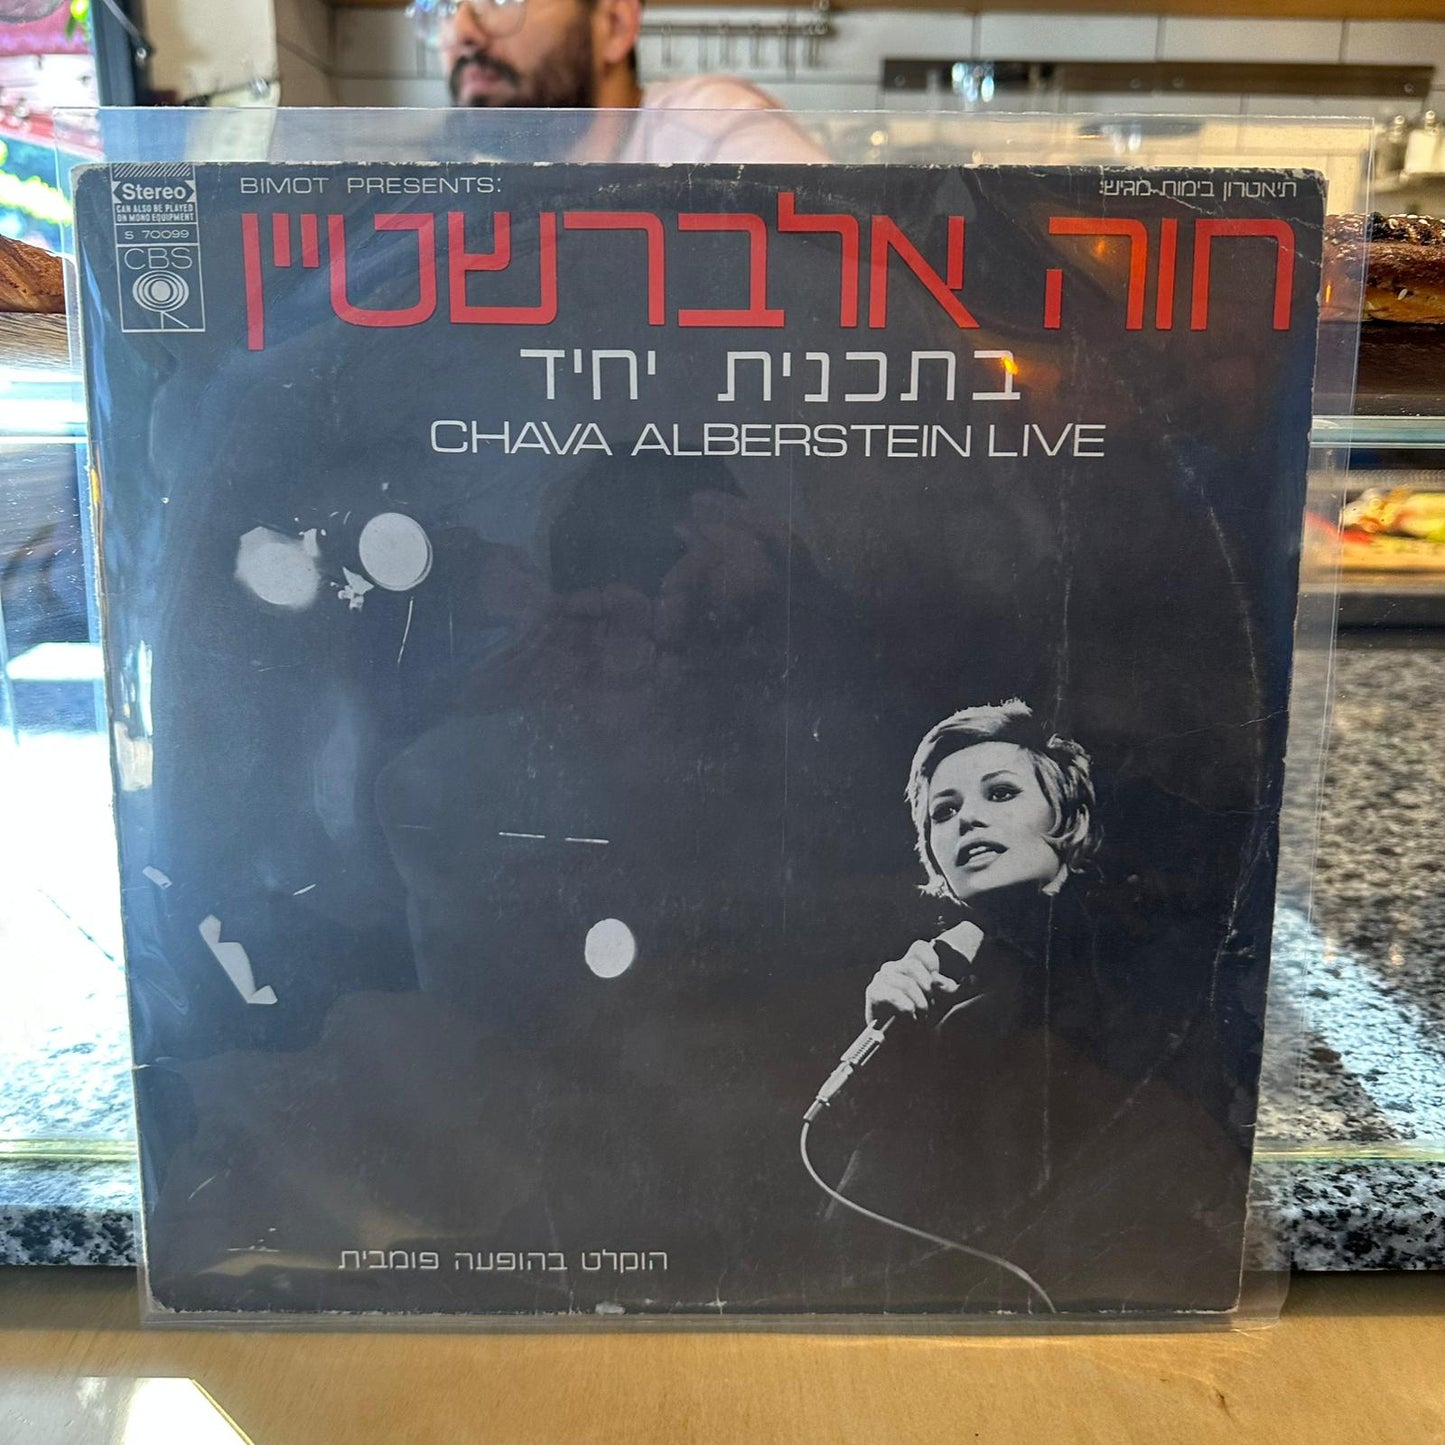 Stereo
CAN ALSO BE PLAYED
ON MONO EQUIPMENT
S 70099
CBS
BIMOT PRESENTS:
תיאטרון בימות מגיש:
חוה אלברשטיין
בתכנית יחיד
CHAVA ALBERSTEIN LIVE
הוקלט בהופעה פומבית